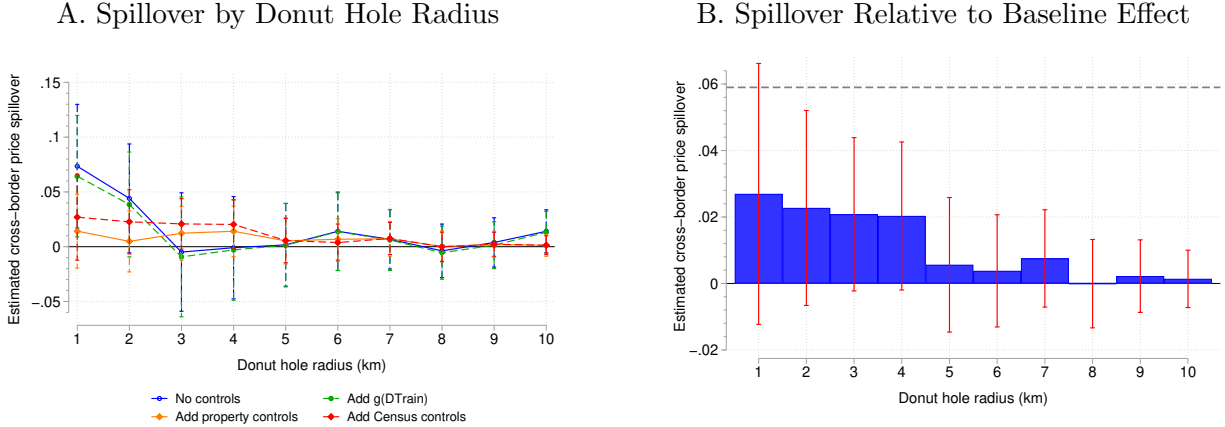 A. Spillover by Donut Hole Radius
Estimated cross−border price spillover
.15
.1
.05
0
−.05
1 2 3 4 5 6 7 8 9 10
Donut hole radius (km)
No controls
Add g(DTrain)
Add property controls
Add Census controls
B. Spillover Relative to Baseline Effect
Estimated cross−border price spillover
.06
.04
.02
0
−.02
1 2 3 4 5 6 7 8 9 10
Donut hole radius (km)